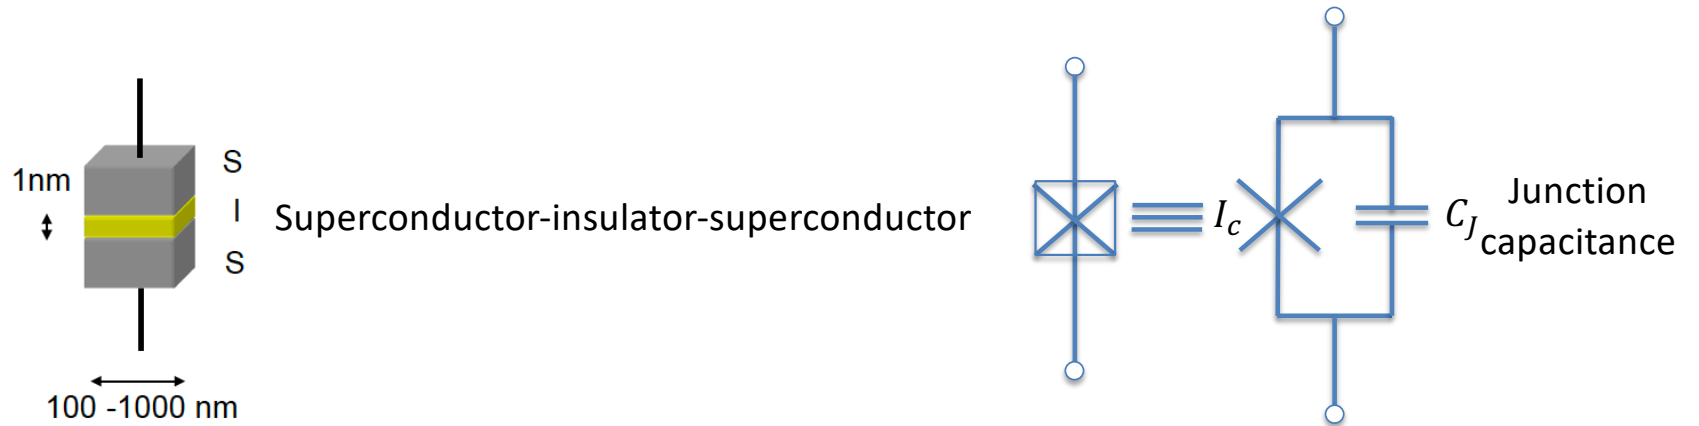 S
1nm
I
Superconductor-insulator-superconductor
S
100 -1000 nm
I_c
C_J
Junction
capacitance